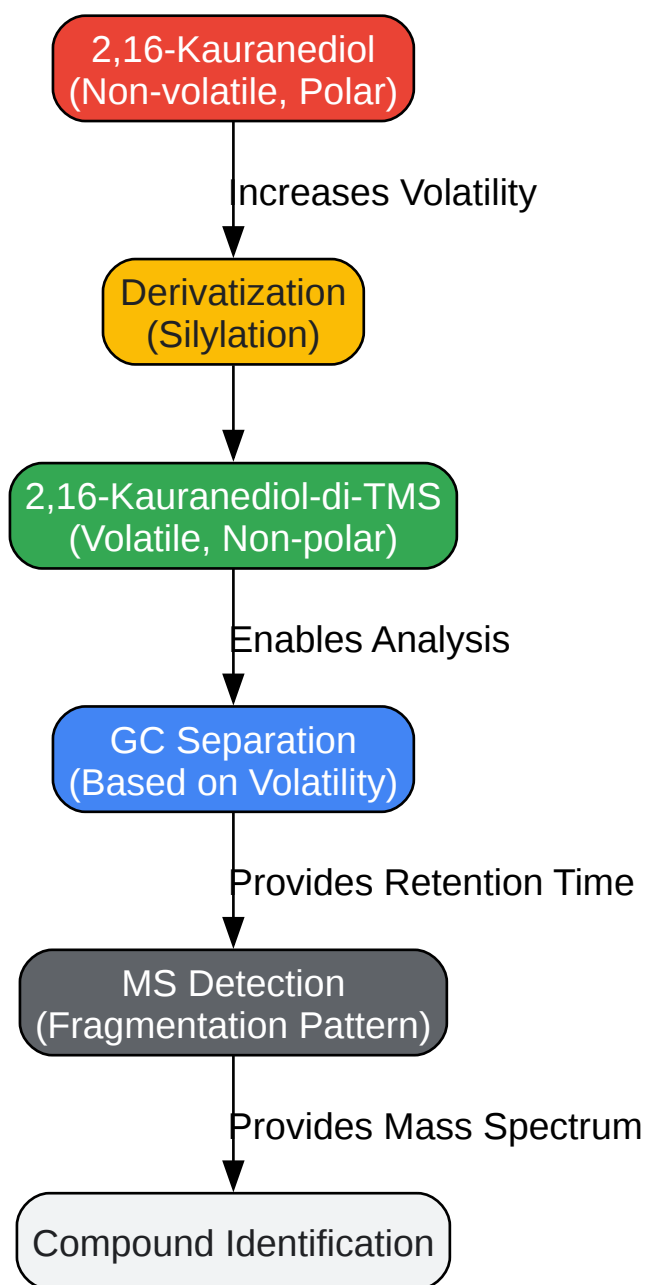 2,16-Kauranediol
(Non-volatile, Polar)
Increases Volatility
Derivatization
(Silylation)
2,16-Kauranediol-di-TMS
(Volatile, Non-polar)
Enables Analysis
GC Separation
(Based on Volatility)
Provides Retention Time
MS Detection
(Fragmentation Pattern)
Provides Mass Spectrum
Compound Identification